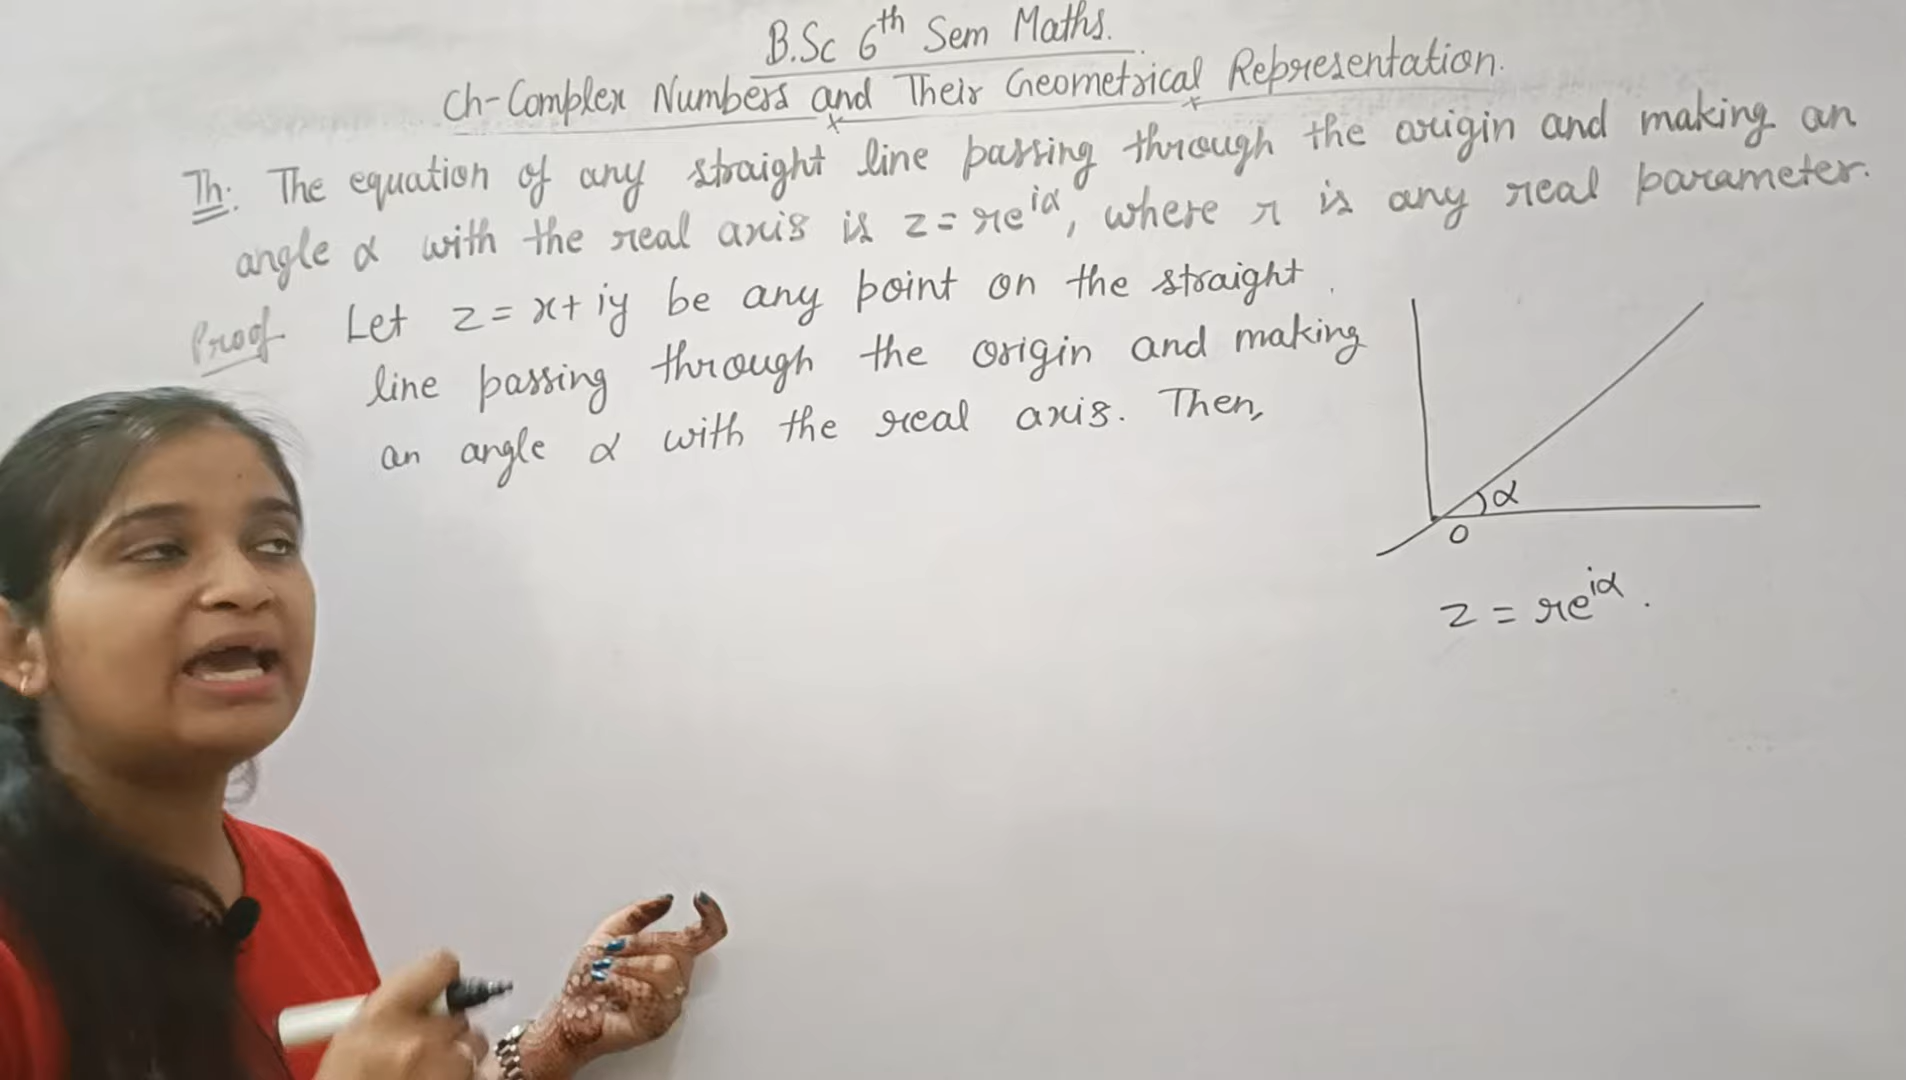 B.Sc 6th Sem Maths.
Ch-Complex Numbers and Their Geometrical Representation.
Th: The equation of any straight line passing through the origin and making an
angle α with the real axis is z = re^{iα}, where r is any real parameter.
Proof Let z = x + iy be any point on the straight
line passing through the origin and making
an angle α with the real axis. Then,
α
O
z = re^{iα}.